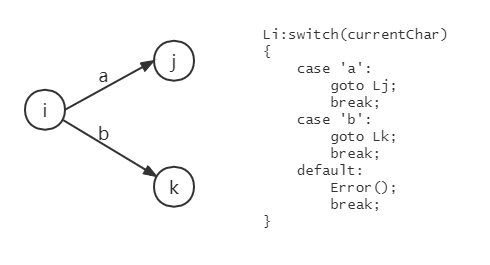 i
a
b
j
k
Li:switch(currentChar)
{
    case 'a':
        goto Lj;
        break;
    case 'b':
        goto Lk;
        break;
    default:
        Error();
        break;
}